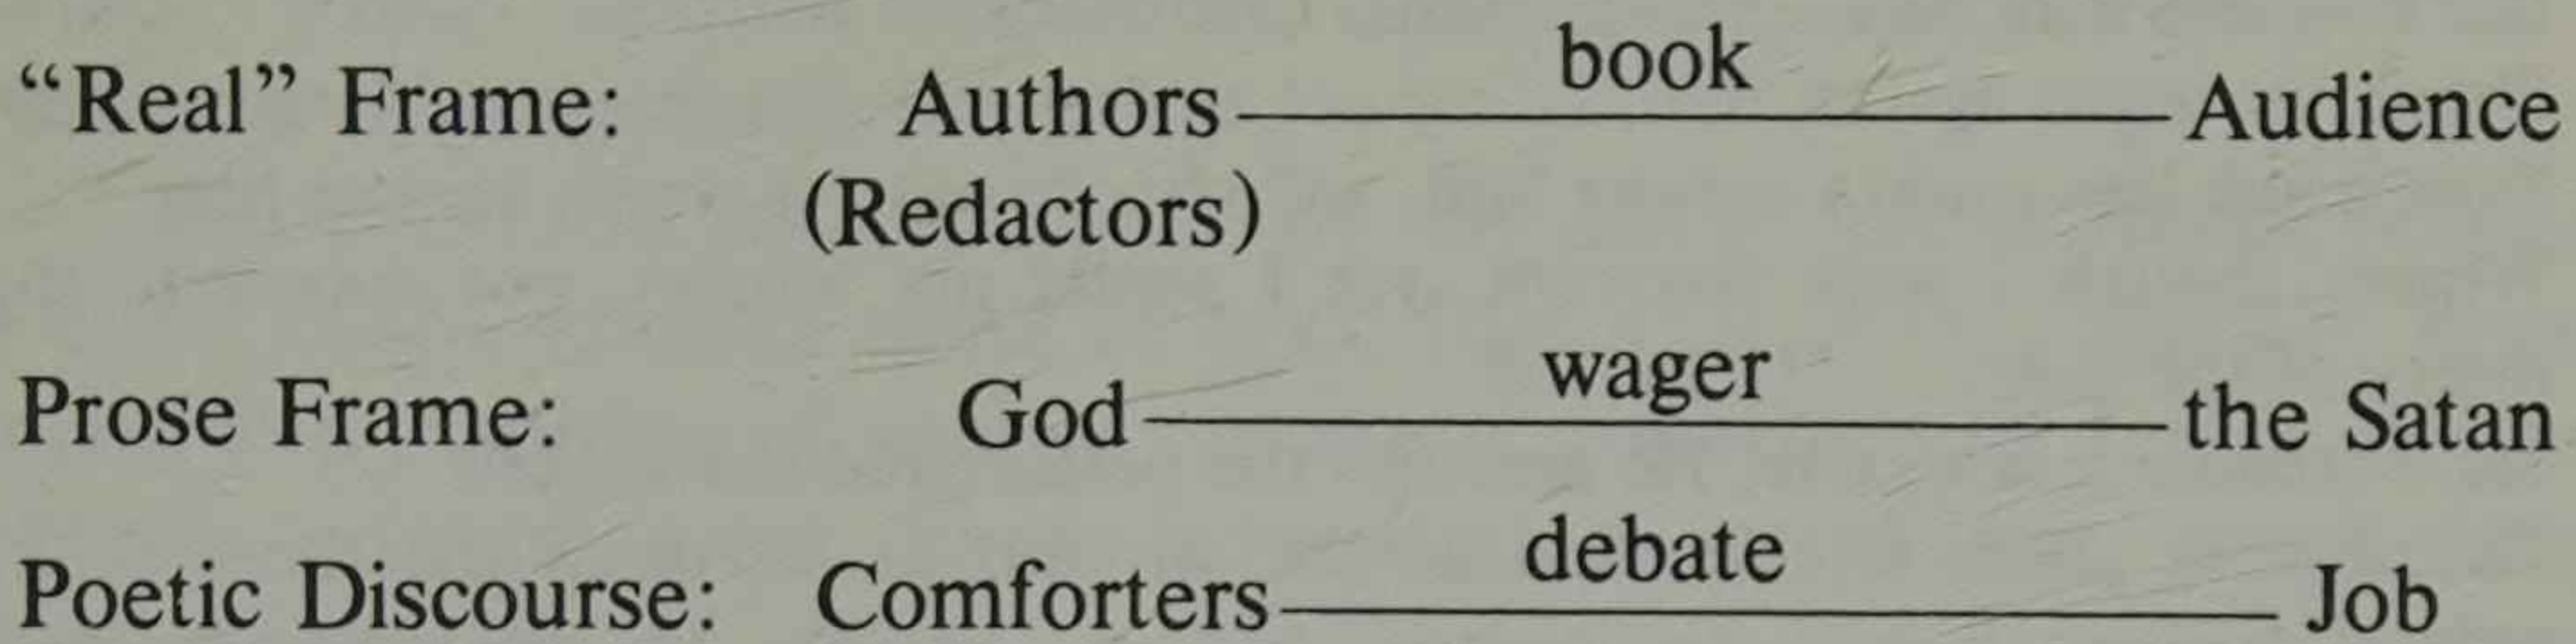 book
“Real” Frame: Authors Audience
(Redactors)
wager
Prose Frame: God the Satan
debate
Poetic Discourse: Comforters Job